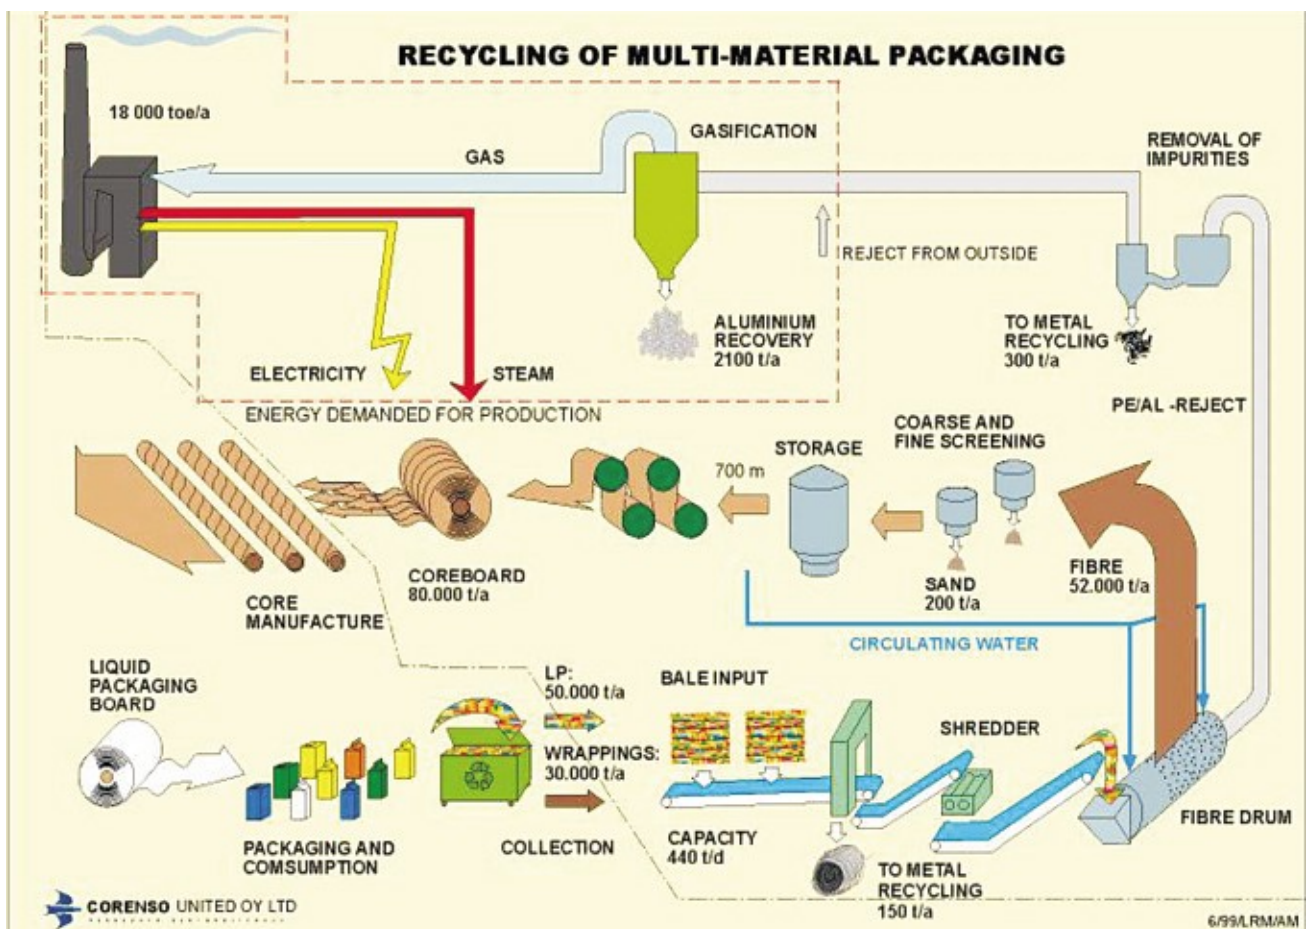 RECYCLING OF MULTI-MATERIAL PACKAGING
18 000 toe/a
GAS
GASIFICATION
REMOVAL OF
IMPURITIES
REJECT FROM OUTSIDE
ALUMINIUM
RECOVERY
2100 t/a
TO METAL
RECYCLING
300 t/a
ELECTRICITY
STEAM
ENERGY DEMANDED FOR PRODUCTION
PE/AL -REJECT
COARSE AND
FINE SCREENING
STORAGE
700 m
COREBOARD
80.000 t/a
CORE
MANUFACTURE
SAND
200 t/a
FIBRE
52.000 t/a
CIRCULATING WATER
LIQUID
PACKAGING
BOARD
LP:
50.000 t/a
WRAPPINGS:
30.000 t/a
COLLECTION
PACKAGING AND
COMSUMPTION
BALE INPUT
SHREDDER
CAPACITY
440 t/d
TO METAL
RECYCLING
150 t/a
FIBRE DRUM
CORENSO UNITED OY LTD
6/99/LRM/AM